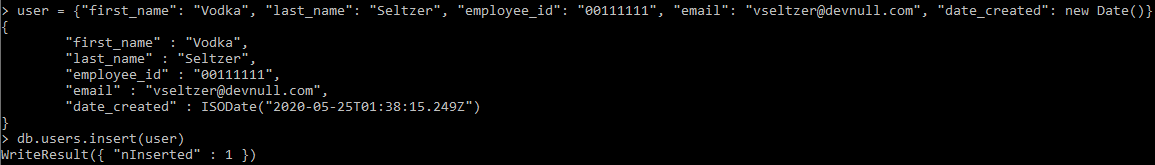 > user = {"first_name": "Vodka", "last_name": "Seltzer", "employee_id": "00111111", "email": "vseltzer@devnull.com", "date_created": new Date()}
{
        "first_name" : "Vodka",
        "last_name" : "Seltzer",
        "employee_id" : "00111111",
        "email" : "vseltzer@devnull.com",
        "date_created" : ISODate("2020-05-25T01:38:15.249Z")
}
> db.users.insert(user)
WriteResult({ "nInserted" : 1 })